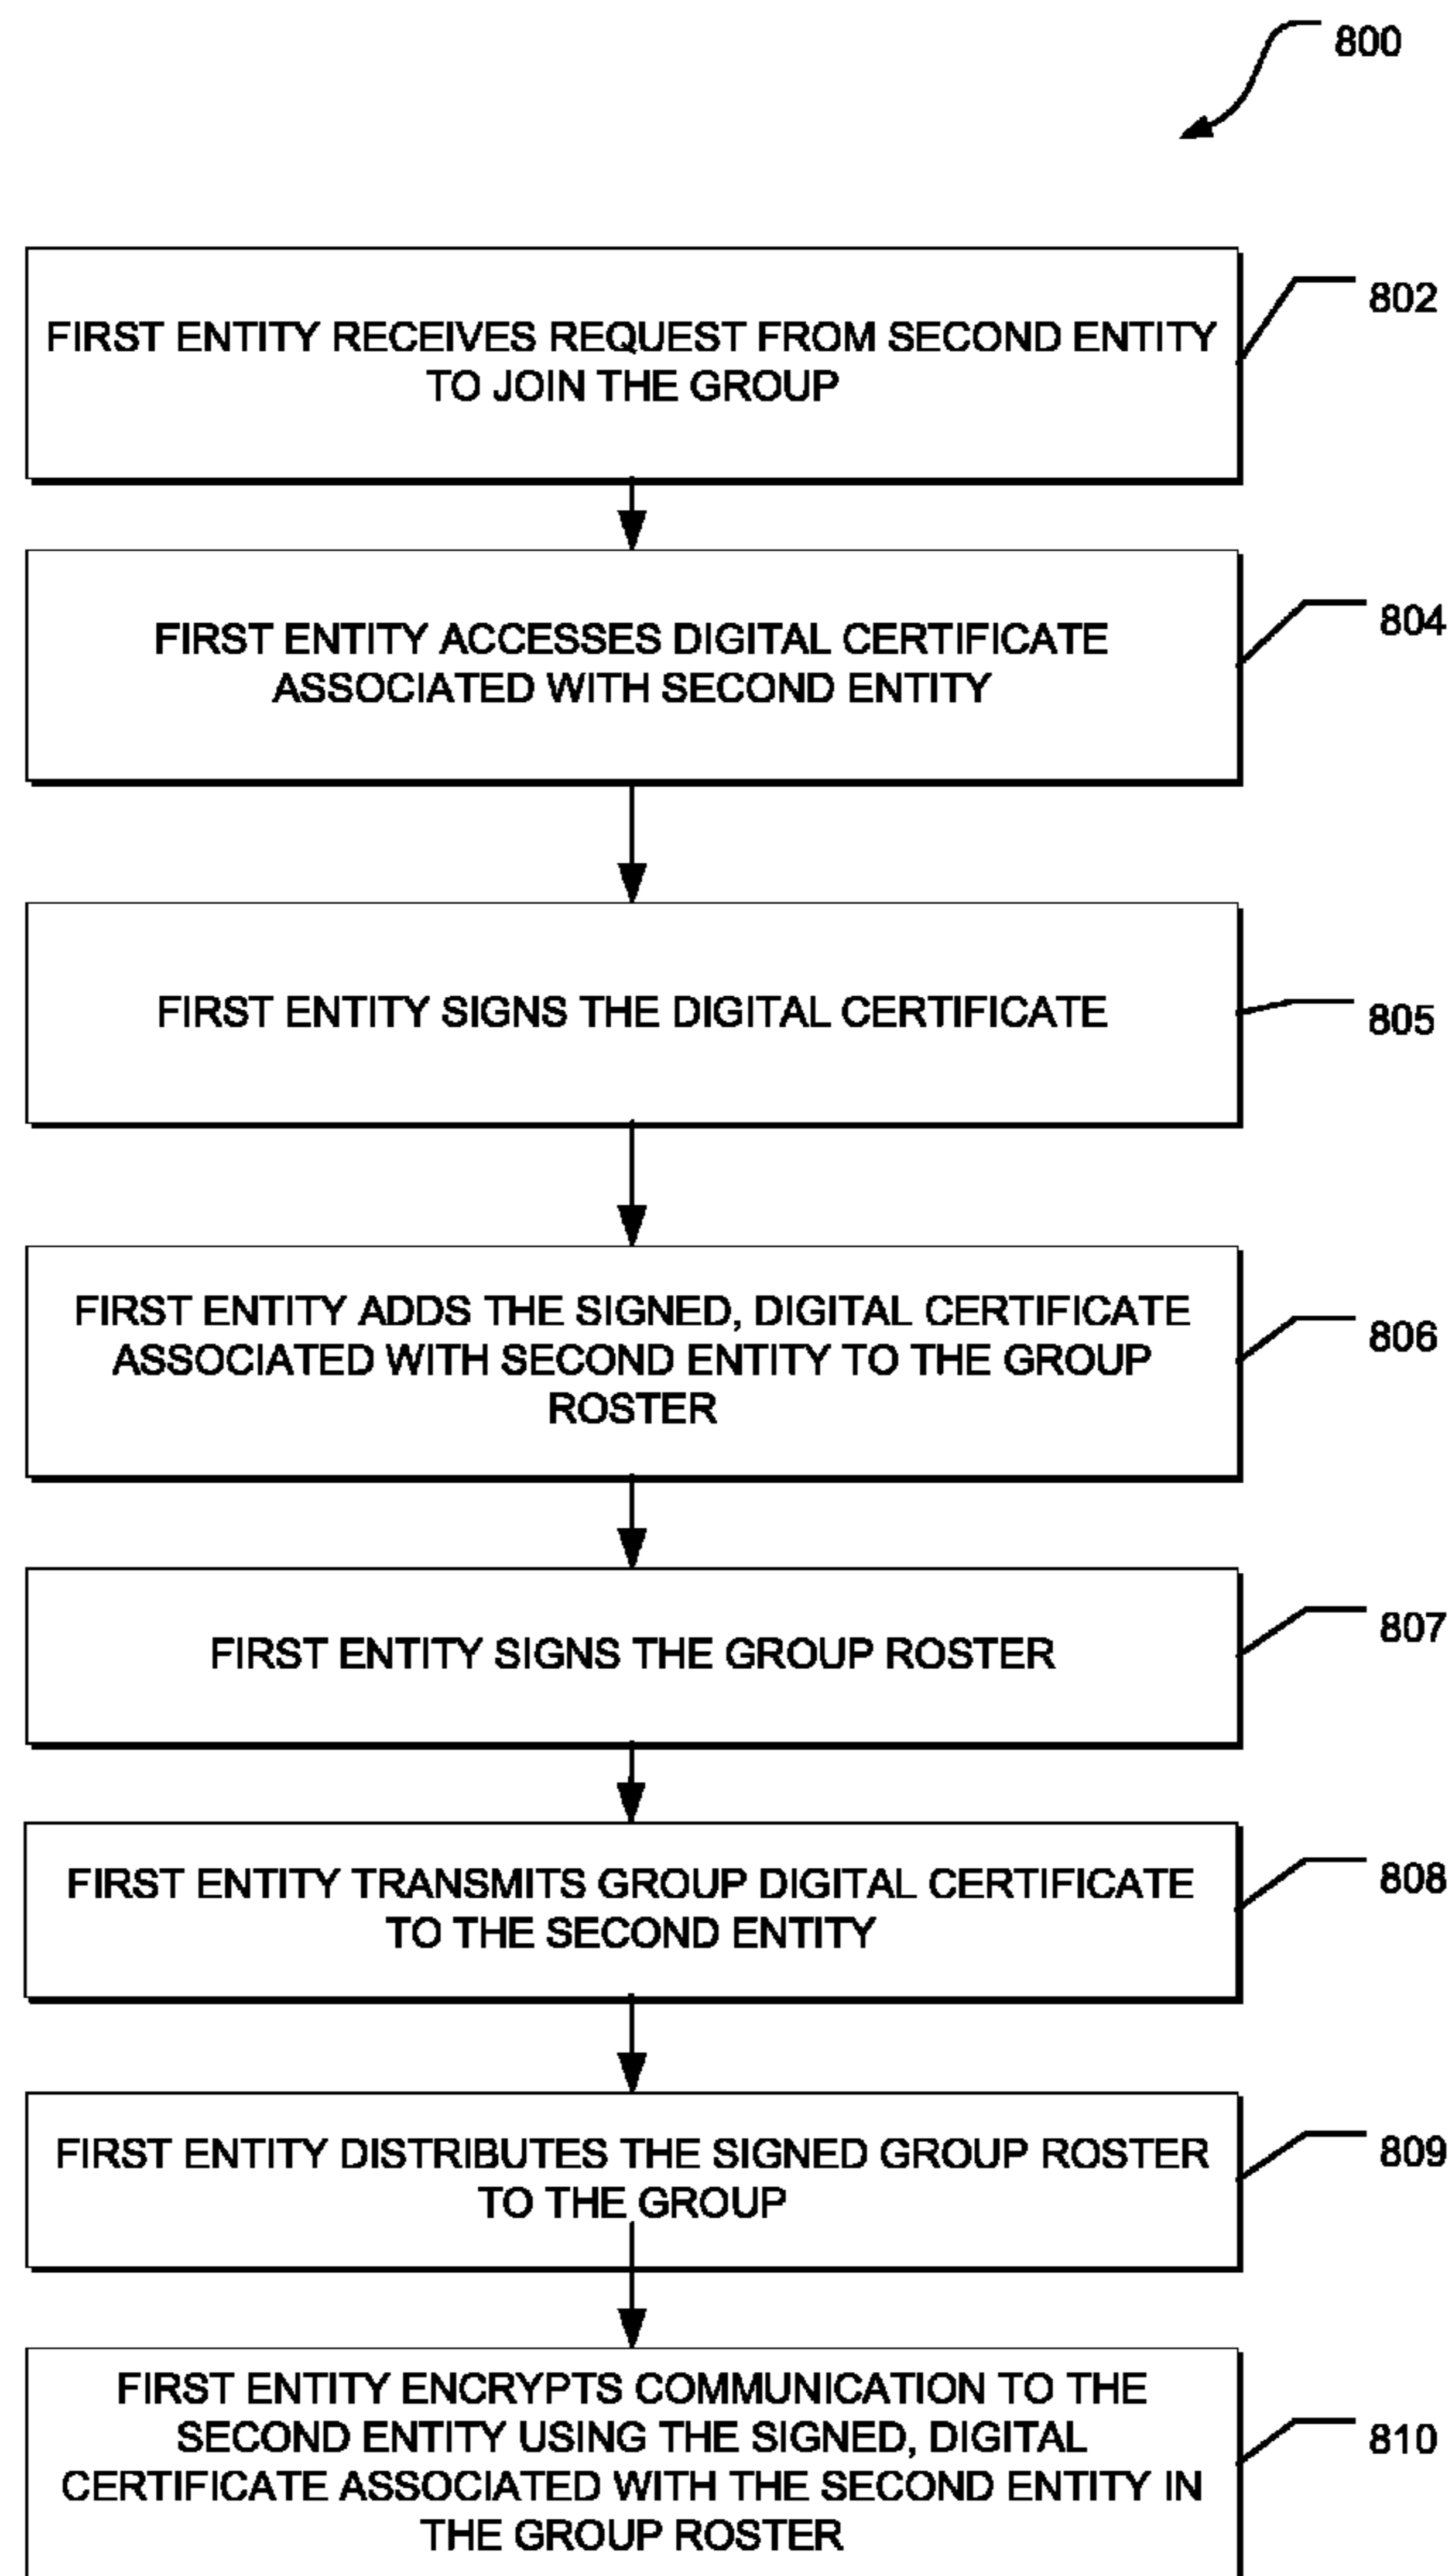 800
FIRST ENTITY RECEIVES REQUEST FROM SECOND ENTITY
TO JOIN THE GROUP
802
FIRST ENTITY ACCESSES DIGITAL CERTIFICATE
ASSOCIATED WITH SECOND ENTITY
804
FIRST ENTITY SIGNS THE DIGITAL CERTIFICATE
805
FIRST ENTITY ADDS THE SIGNED, DIGITAL CERTIFICATE
ASSOCIATED WITH SECOND ENTITY TO THE GROUP
ROSTER
806
FIRST ENTITY SIGNS THE GROUP ROSTER
807
FIRST ENTITY TRANSMITS GROUP DIGITAL CERTIFICATE
TO THE SECOND ENTITY
808
FIRST ENTITY DISTRIBUTES THE SIGNED GROUP ROSTER
TO THE GROUP
809
FIRST ENTITY ENCRYPTS COMMUNICATION TO THE
SECOND ENTITY USING THE SIGNED, DIGITAL
CERTIFICATE ASSOCIATED WITH THE SECOND ENTITY IN
THE GROUP ROSTER
810